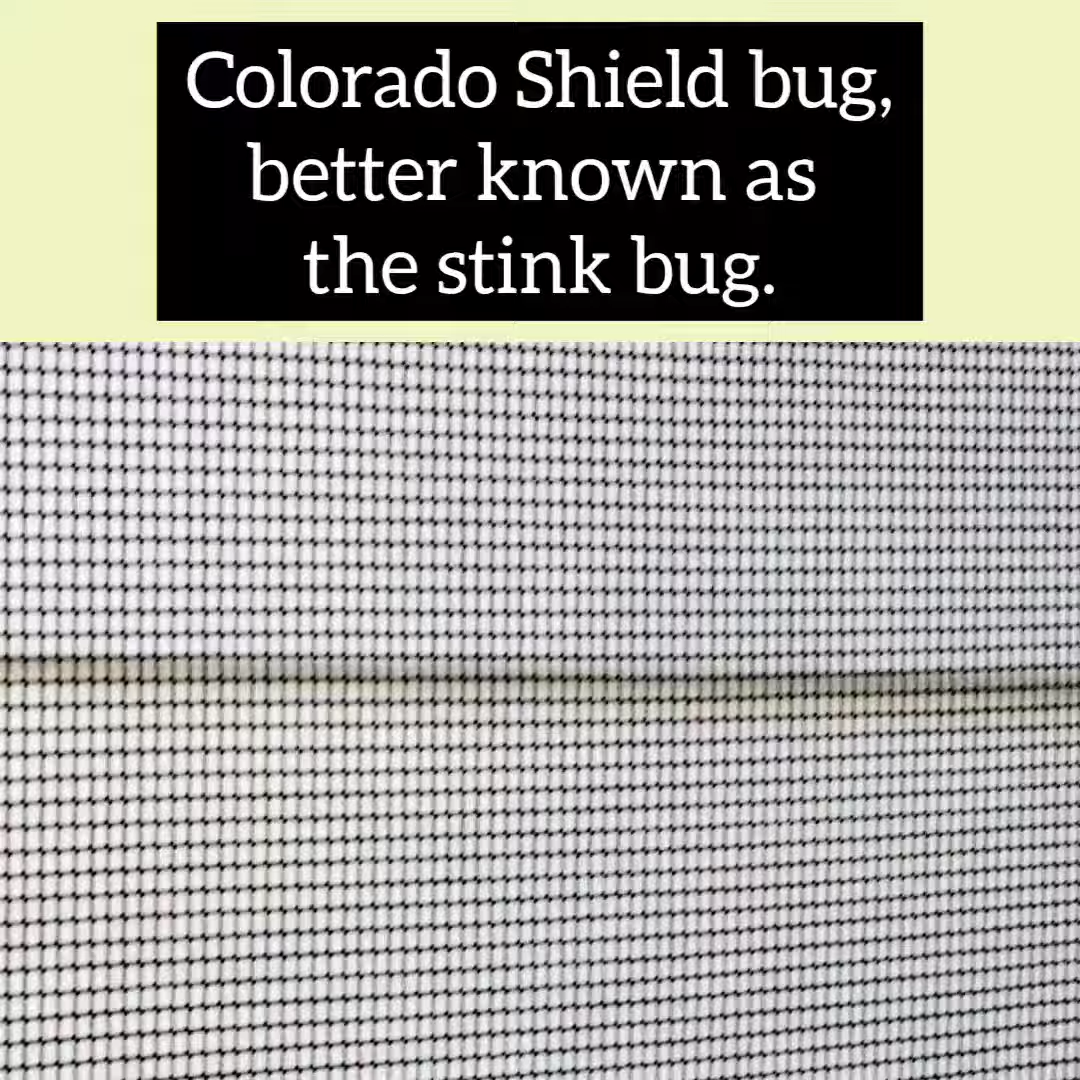 Colorado Shield bug,
better known as
the stink bug.